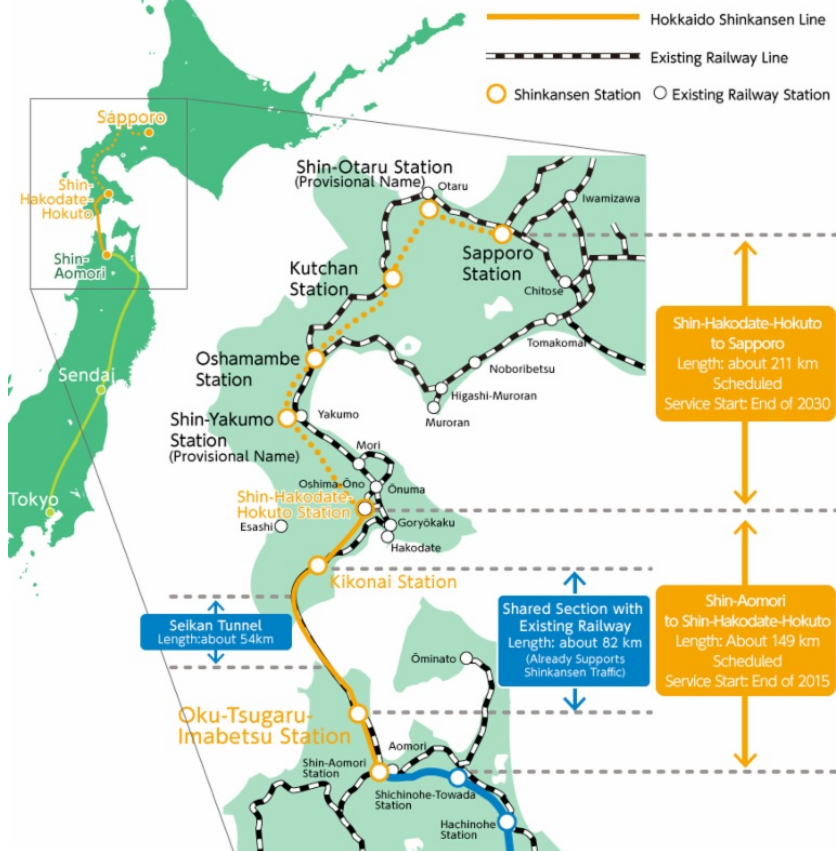 Hokkaido Shinkansen Line
Existing Railway Line
Shinkansen Station
Existing Railway Station
Sapporo
Shin-
Hakodate-
Hokuto
Shin-
Aomori
Sendai
Tokyo
Shin-Otaru Station
(Provisional Name)
Otaru
Iwamizawa
Sapporo
Station
Kutchan
Station
Chitose
Tomakomai
Oshamambe
Station
Noboribetsu
Higashi-Muroran
Muroran
Shin-Yakumo
Station
(Provisional Name)
Yakumo
Mori
Oshima-Ōno
Ōnuma
Shin-Hakodate-
Hokuto Station
Esashi
Goryōkaku
Hakodate
Kikonai Station
Shin-Hakodate-Hokuto
to Sapporo
Length: about 211 km
Scheduled
Service Start: End of 2030
Seikan Tunnel
Length:about 54km
Shared Section with
Existing Railway
Length: about 82 km
(Already Supports
Shinkansen Traffic)
Shin-Aomori
to Shin-Hakodate-Hokuto
Length: About 149 km
Scheduled
Service Start: End of 2015
Ōminato
Oku-Tsugaru-
Imabetsu Station
Aomori
Shin-Aomori
Station
Shichinohe-Towada
Station
Hachinohe
Station